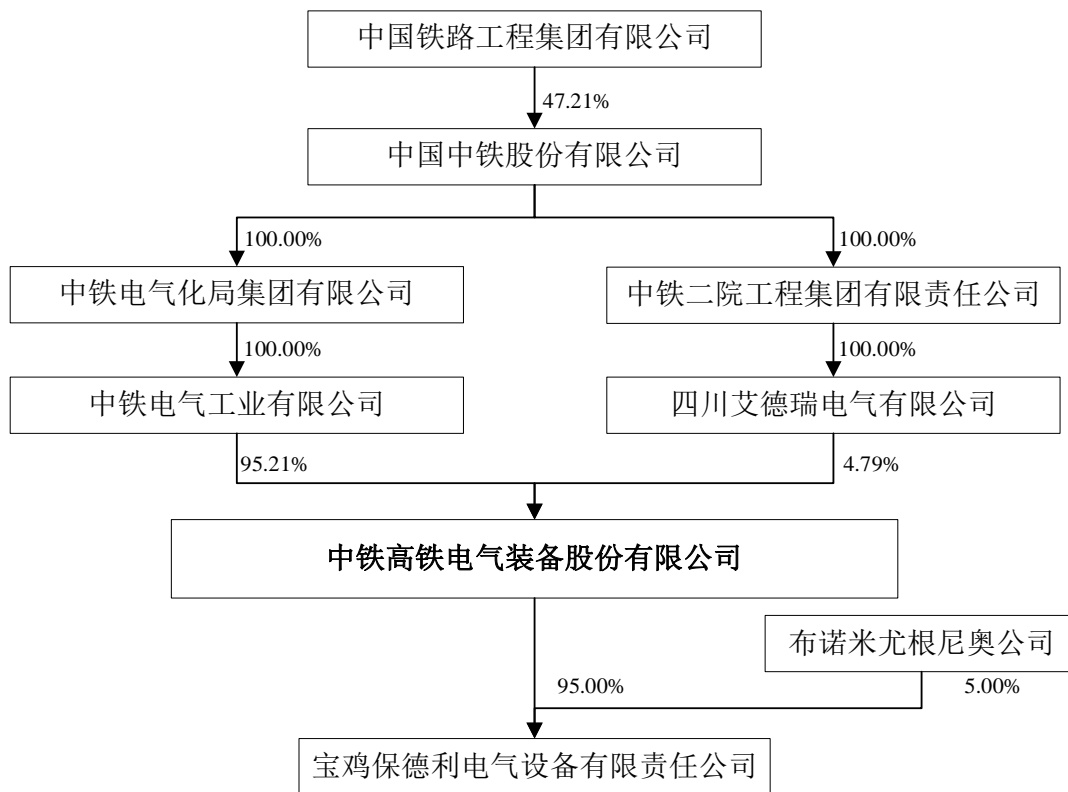 中国铁路工程集团有限公司
47.21%
中国中铁股份有限公司
100.00%
100.00%
中铁电气化局集团有限公司
中铁二院工程集团有限责任公司
100.00%
100.00%
中铁电气工业有限公司
四川艾德瑞电气有限公司
95.21%
4.79%
中铁高铁电气装备股份有限公司
布诺米尤根尼奥公司
95.00%
5.00%
宝鸡保德利电气设备有限责任公司